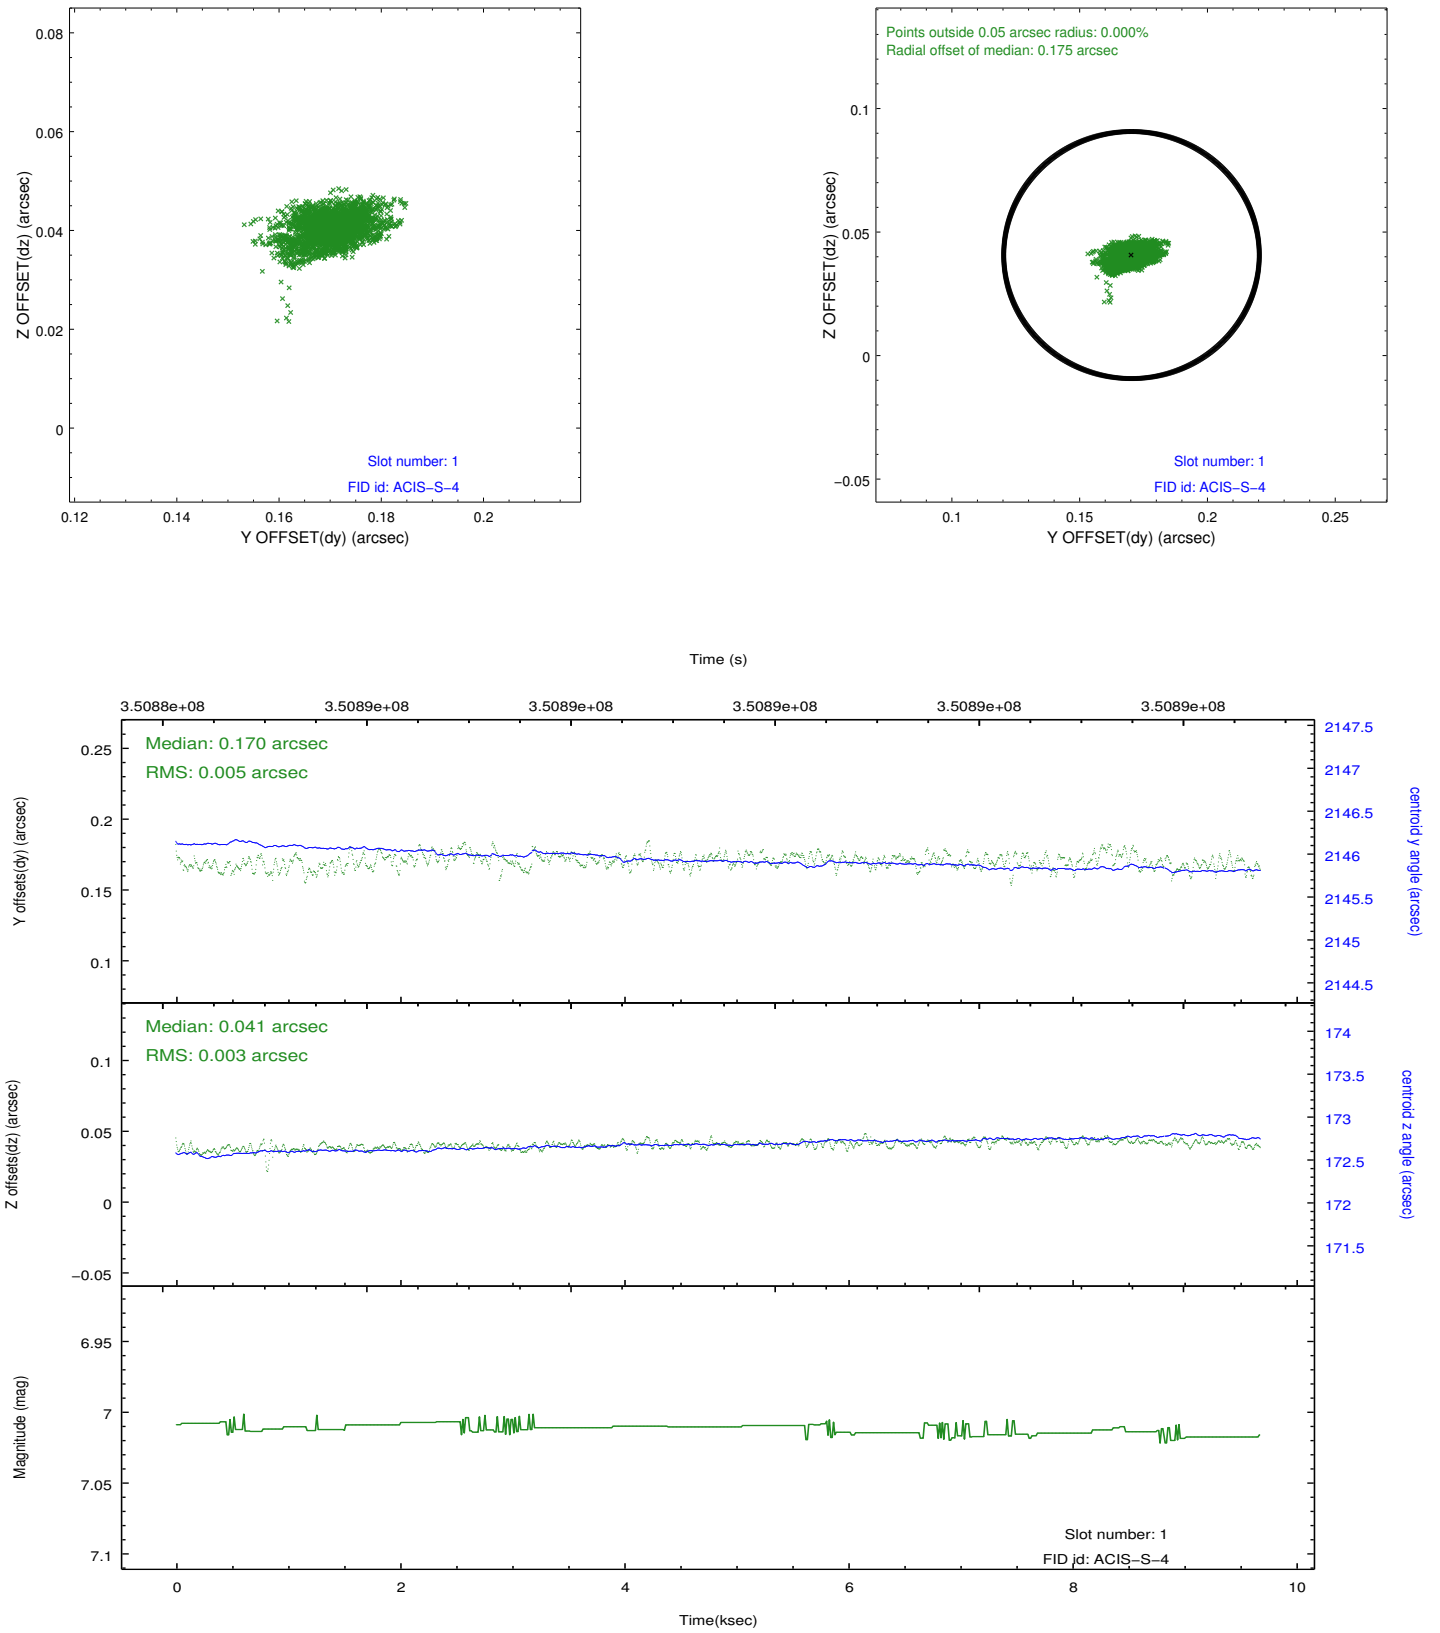 0.08
0.06
0.04
0.02
0
Z OFFSET(dz) (arcsec)
Slot number: 1
FID id: ACIS−S−4
0.12 0.14 0.16 0.18 0.2
Y OFFSET(dy) (arcsec)
Points outside 0.05 arcsec radius: 0.000%
Radial offset of median: 0.175 arcsec
0.1
0.05
0
−0.05
Z OFFSET(dz) (arcsec)
Slot number: 1
FID id: ACIS−S−4
0.1 0.15 0.2 0.25
Y OFFSET(dy) (arcsec)
Time (s)
3.5088e+08 3.5089e+08 3.5089e+08 3.5089e+08 3.5089e+08 3.5089e+08
Median: 0.170 arcsec
RMS: 0.005 arcsec
0.25
0.2
0.15
0.1
Y offsets(dy) (arcsec)
2147.5
2147
2146.5
2146
2145.5
2145
2144.5
centroid y angle (arcsec)
Median: 0.041 arcsec
RMS: 0.003 arcsec
0.1
0.05
0
−0.05
Z offsets(dz) (arcsec)
174
173.5
173
172.5
172
171.5
centroid z angle (arcsec)
6.95
7
7.05
7.1
Magnitude (mag)
Slot number: 1
FID id: ACIS−S−4
0 2 4 6 8 10
Time(ksec)